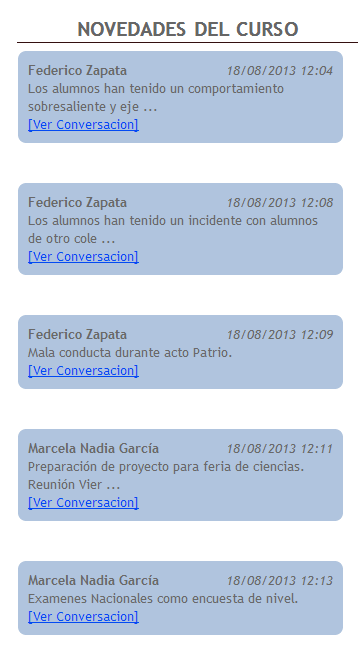 NOVEDADES DEL CURSO
Federico Zapata 18/08/2013 12:04
Los alumnos han tenido un comportamiento
sobresaliente y eje ...
[Ver Conversacion]
Federico Zapata 18/08/2013 12:08
Los alumnos han tenido un incidente con alumnos
de otro cole ...
[Ver Conversacion]
Federico Zapata 18/08/2013 12:09
Mala conducta durante acto Patrio.
[Ver Conversacion]
Marcela Nadia García 18/08/2013 12:11
Preparación de proyecto para feria de ciencias.
Reunión Vier ...
[Ver Conversacion]
Marcela Nadia García 18/08/2013 12:13
Examenes Nacionales como encuesta de nivel.
[Ver Conversacion]